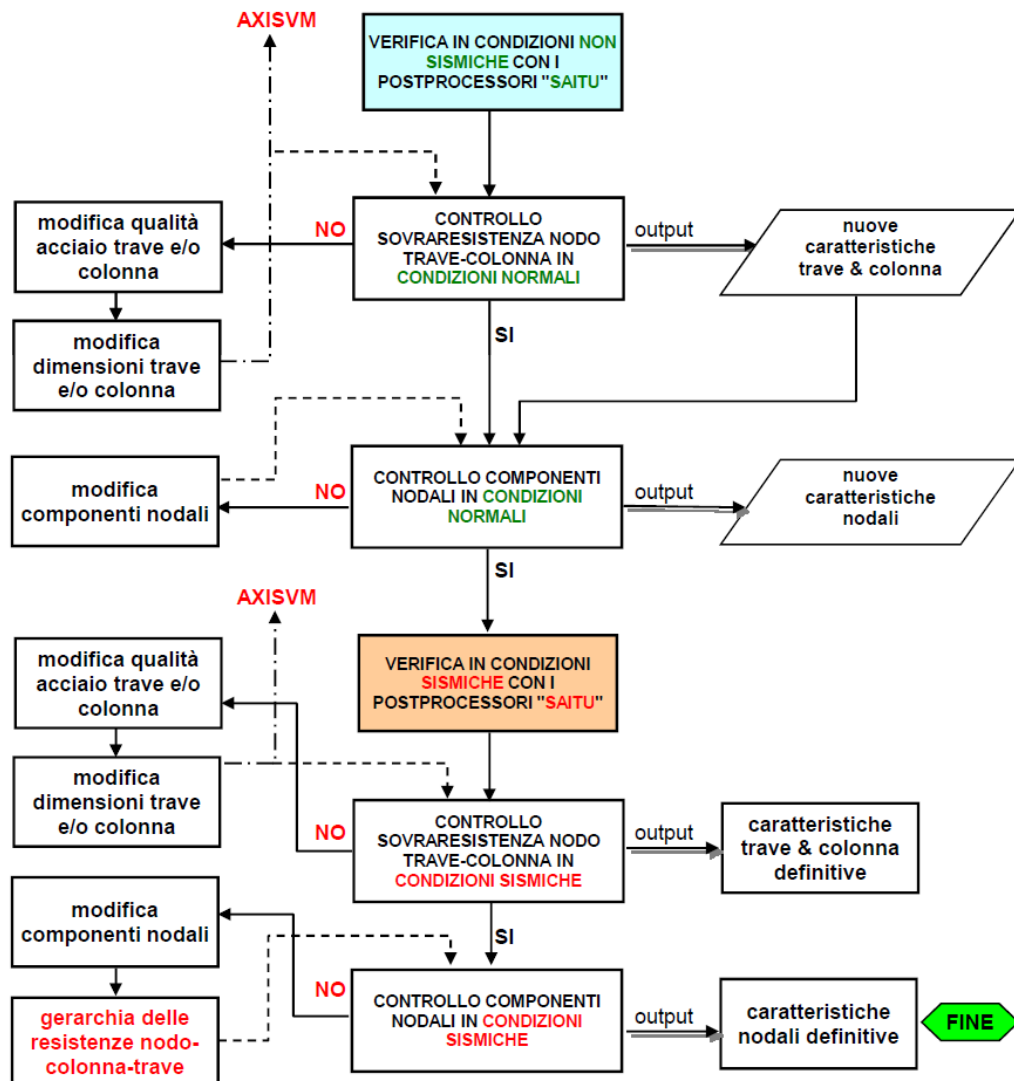 AXISVM
VERIFICA IN CONDIZIONI NON
SISMICHE CON I
POSTPROCESSORI "SAITU"
modifica qualità
acciaio trave e/o
colonna
NO
CONTROLLO
SOVRARESISTENZA NODO
TRAVE-COLONNA IN
CONDIZIONI NORMALI
output
nuove
caratteristiche
trave & colonna
modifica
dimensioni trave
e/o colonna
SI
modifica
componenti nodali
NO
CONTROLLO COMPONENTI
NODALI IN CONDIZIONI
NORMALI
output
nuove
caratteristiche
nodali
SI
AXISVM
modifica qualità
acciaio trave e/o
colonna
VERIFICA IN CONDIZIONI
SISMICHE CON I
POSTPROCESSORI "SAITU"
modifica
dimensioni trave
e/o colonna
NO
CONTROLLO
SOVRARESISTENZA NODO
TRAVE-COLONNA IN
CONDIZIONI SISMICHE
output
caratteristiche
trave & colonna
definitive
modifica
componenti nodali
SI
gerarchia delle
resistenze nodo-
colonna-trave
NO
CONTROLLO COMPONENTI
NODALI IN CONDIZIONI
SISMICHE
output
caratteristiche
nodali definitive
FINE